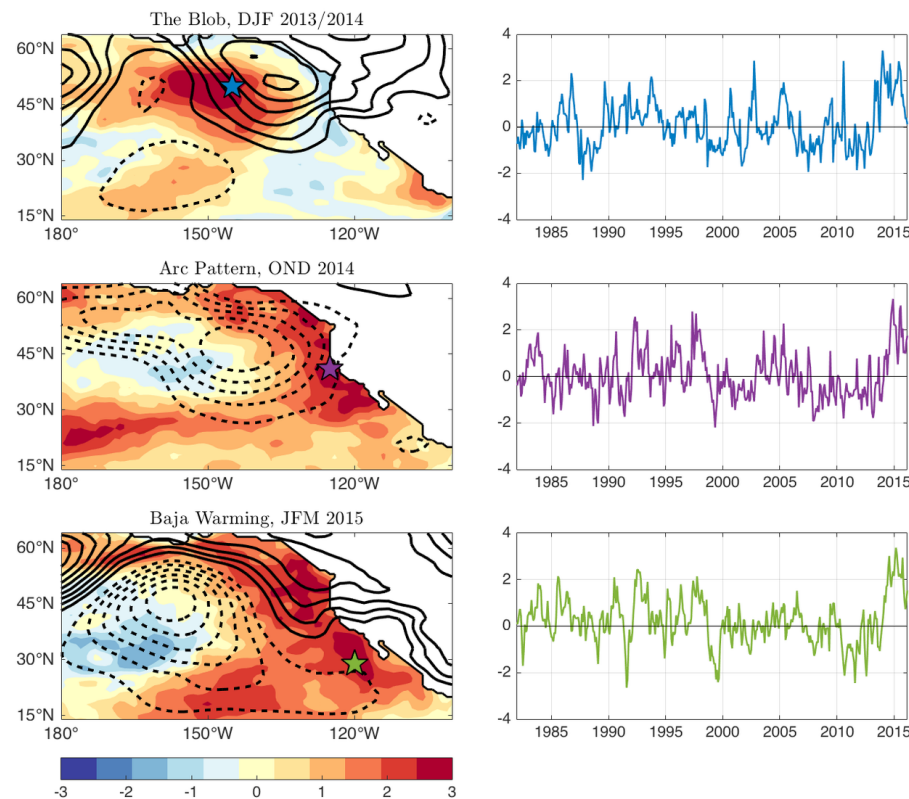 The Blob, DJF 2013/2014
60°N
45°N
30°N
15°N
180°
150°W
120°W
4
2
0
-2
-4
1985
1990
1995
2000
2005
2010
2015
Arc Pattern, OND 2014
60°N
45°N
30°N
15°N
180°
150°W
120°W
4
2
0
-2
-4
1985
1990
1995
2000
2005
2010
2015
Baja Warming, JFM 2015
60°N
45°N
30°N
15°N
180°
150°W
120°W
4
2
0
-2
-4
1985
1990
1995
2000
2005
2010
2015
-3
-2
-1
0
1
2
3